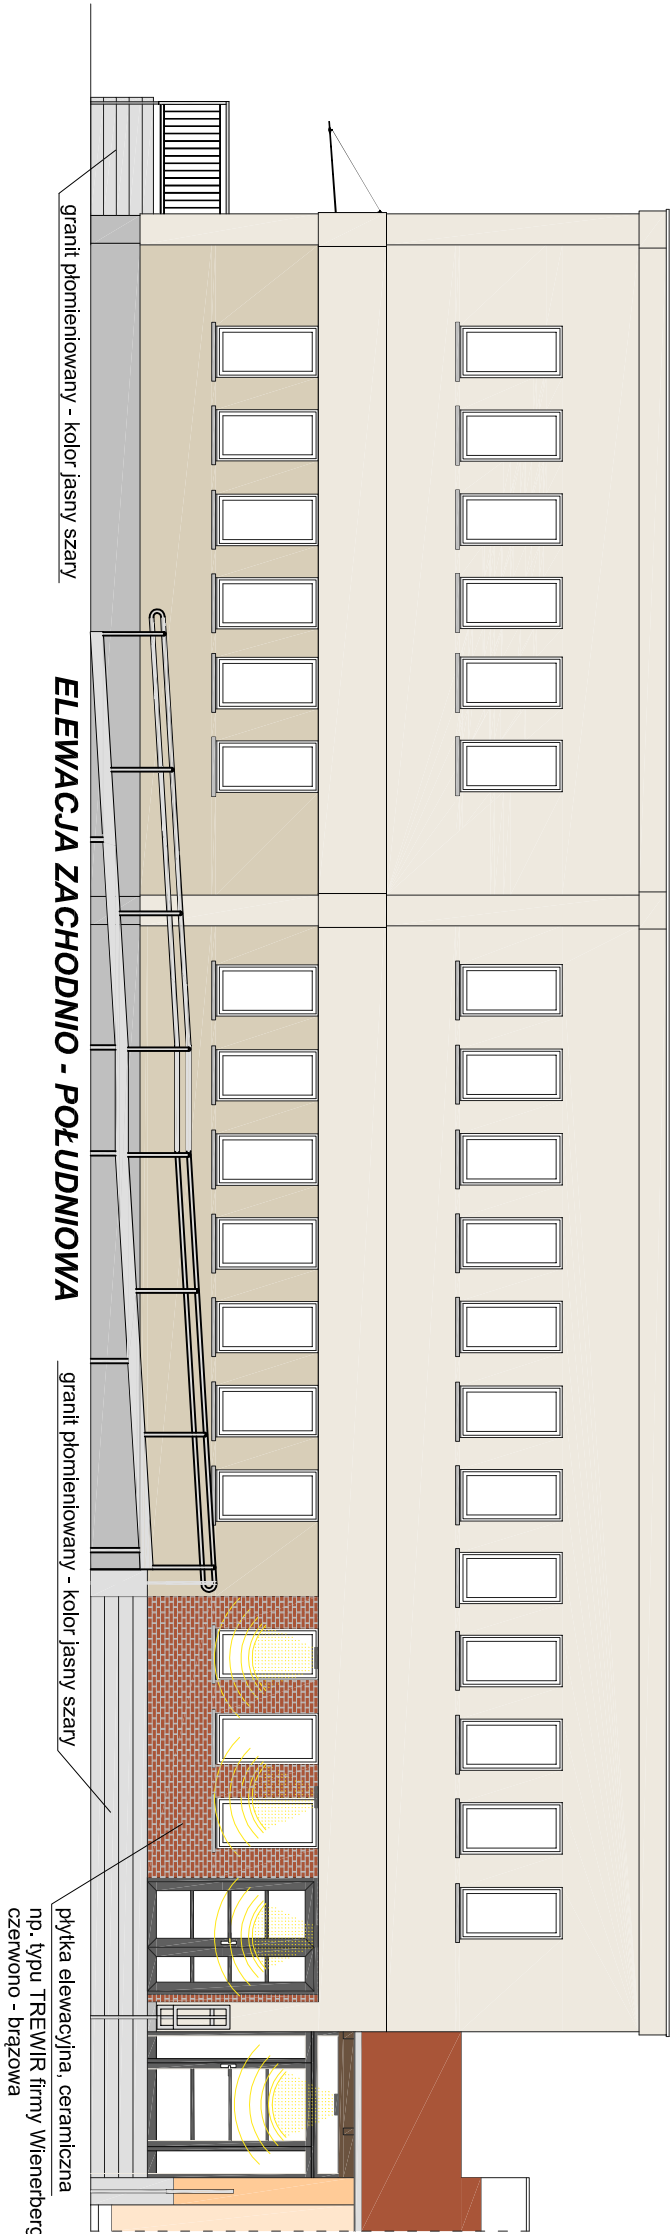 granit płomieniowany - kolor jasny szary
ELEWACJA ZACHODNIO - POŁUDNIOWA
granit płomieniowany - kolor jasny szary
płytka elewacyjna, ceramiczna
np. typu TREWIR firmy Wienerberg
czerwono - brązowa